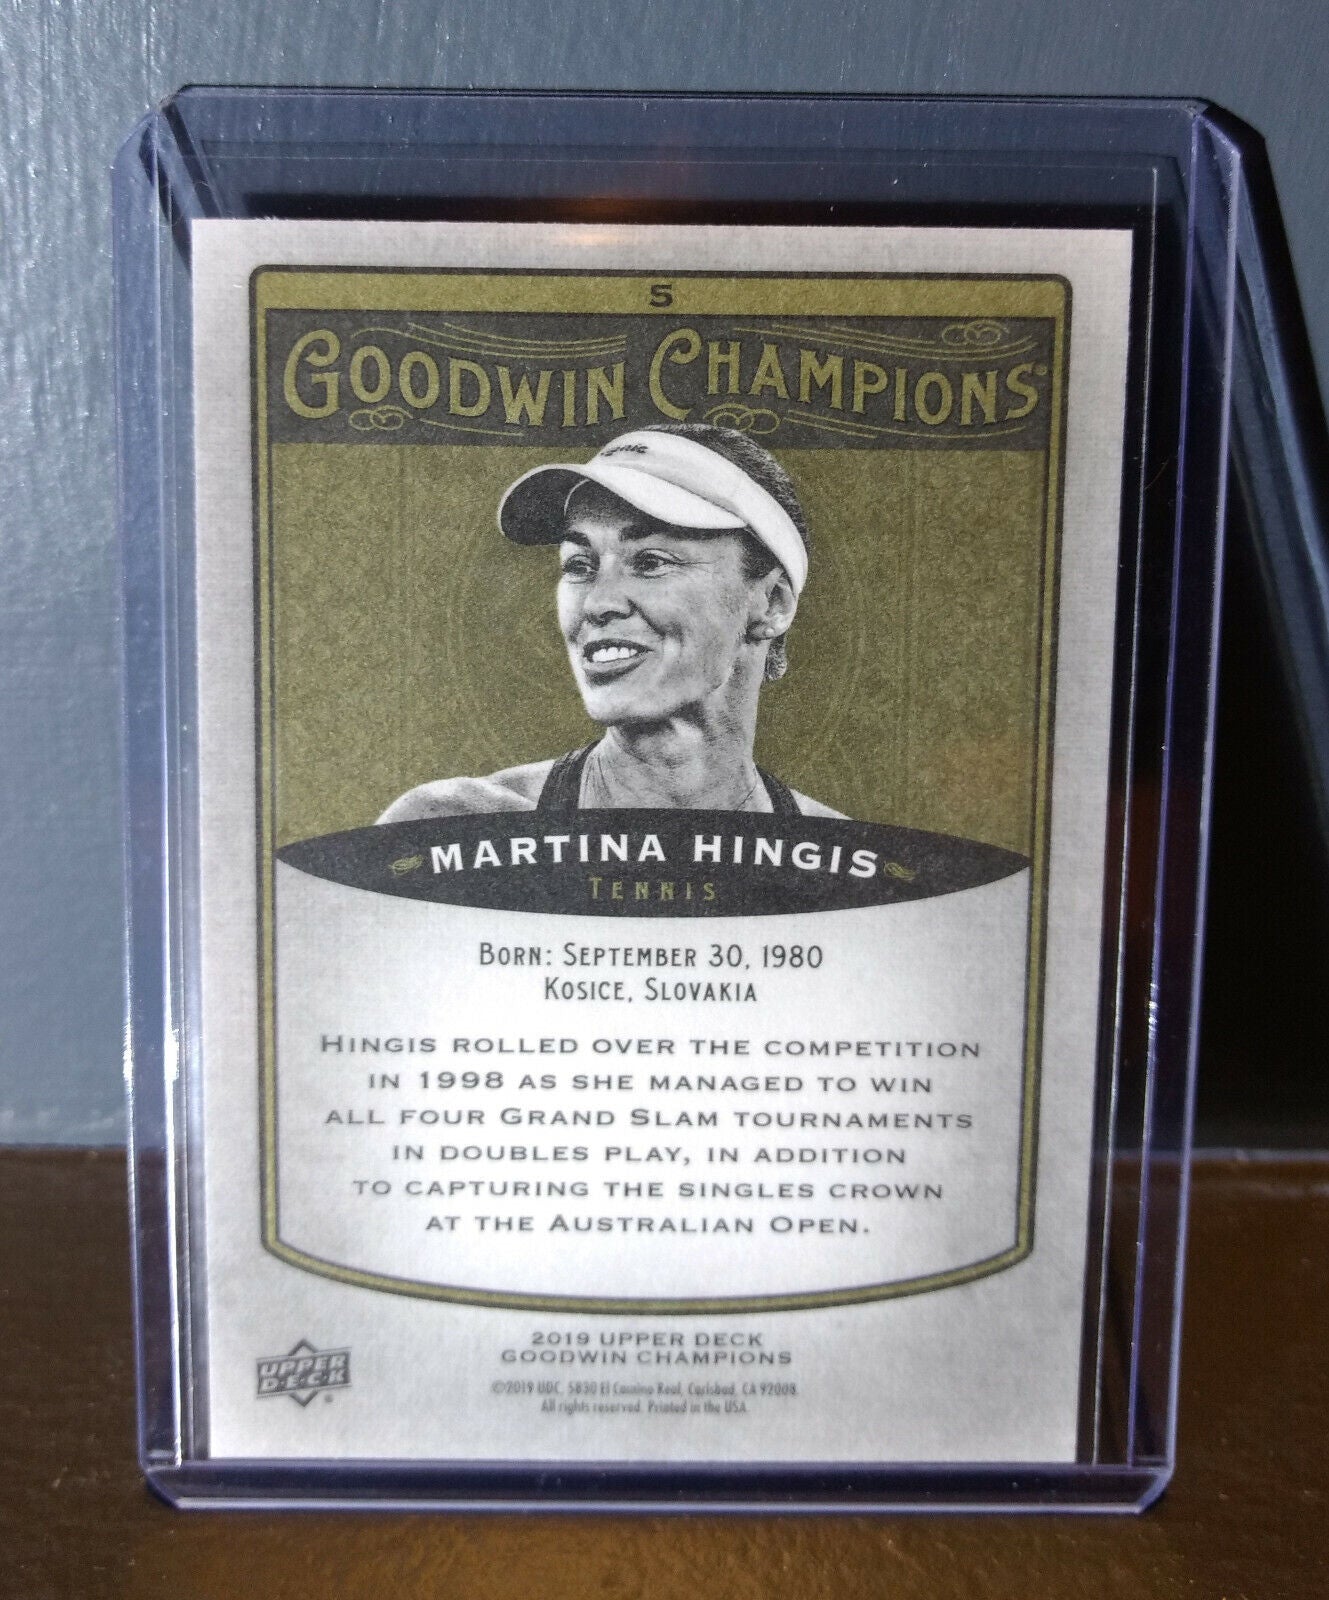 5
GOODWIN CHAMPIONS®
MARTINA HINGIS
TENNIS
BORN: SEPTEMBER 30, 1980
KOSICE, SLOVAKIA
HINGIS ROLLED OVER THE COMPETITION
IN 1998 AS SHE MANAGED TO WIN
ALL FOUR GRAND SLAM TOURNAMENTS
IN DOUBLES PLAY, IN ADDITION
TO CAPTURING THE SINGLES CROWN
AT THE AUSTRALIAN OPEN.
2019 UPPER DECK
GOODWIN CHAMPIONS
UPPER
D·E·C·K®
©2019 UDC, 5830 El Camino Real, Carlsbad, CA 92008.
All rights reserved. Printed in the USA.